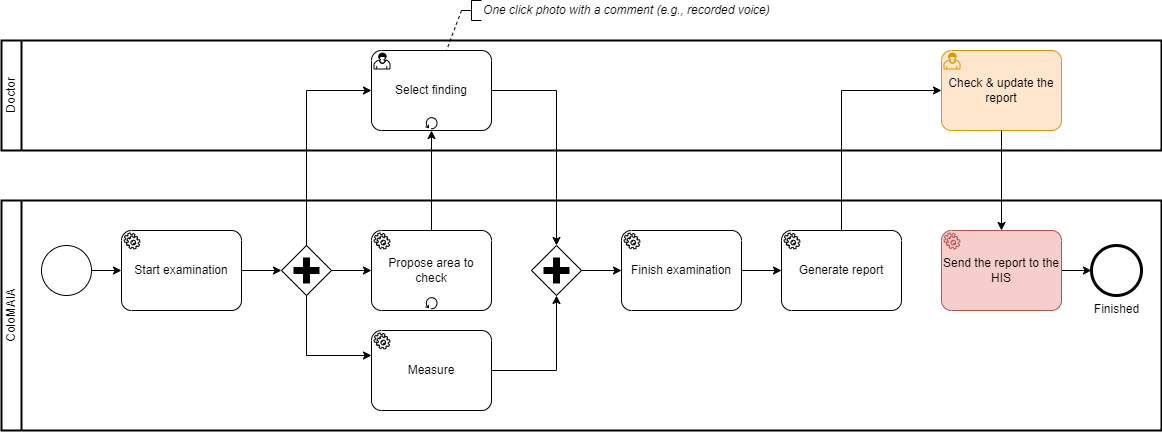 One click photo with a comment (e.g., recorded voice)
Doctor
Select finding
Check & update the
report
ColoMAIA
Start examination
Propose area to
check
Measure
Finish examination
Generate report
Send the report to the
HIS
Finished